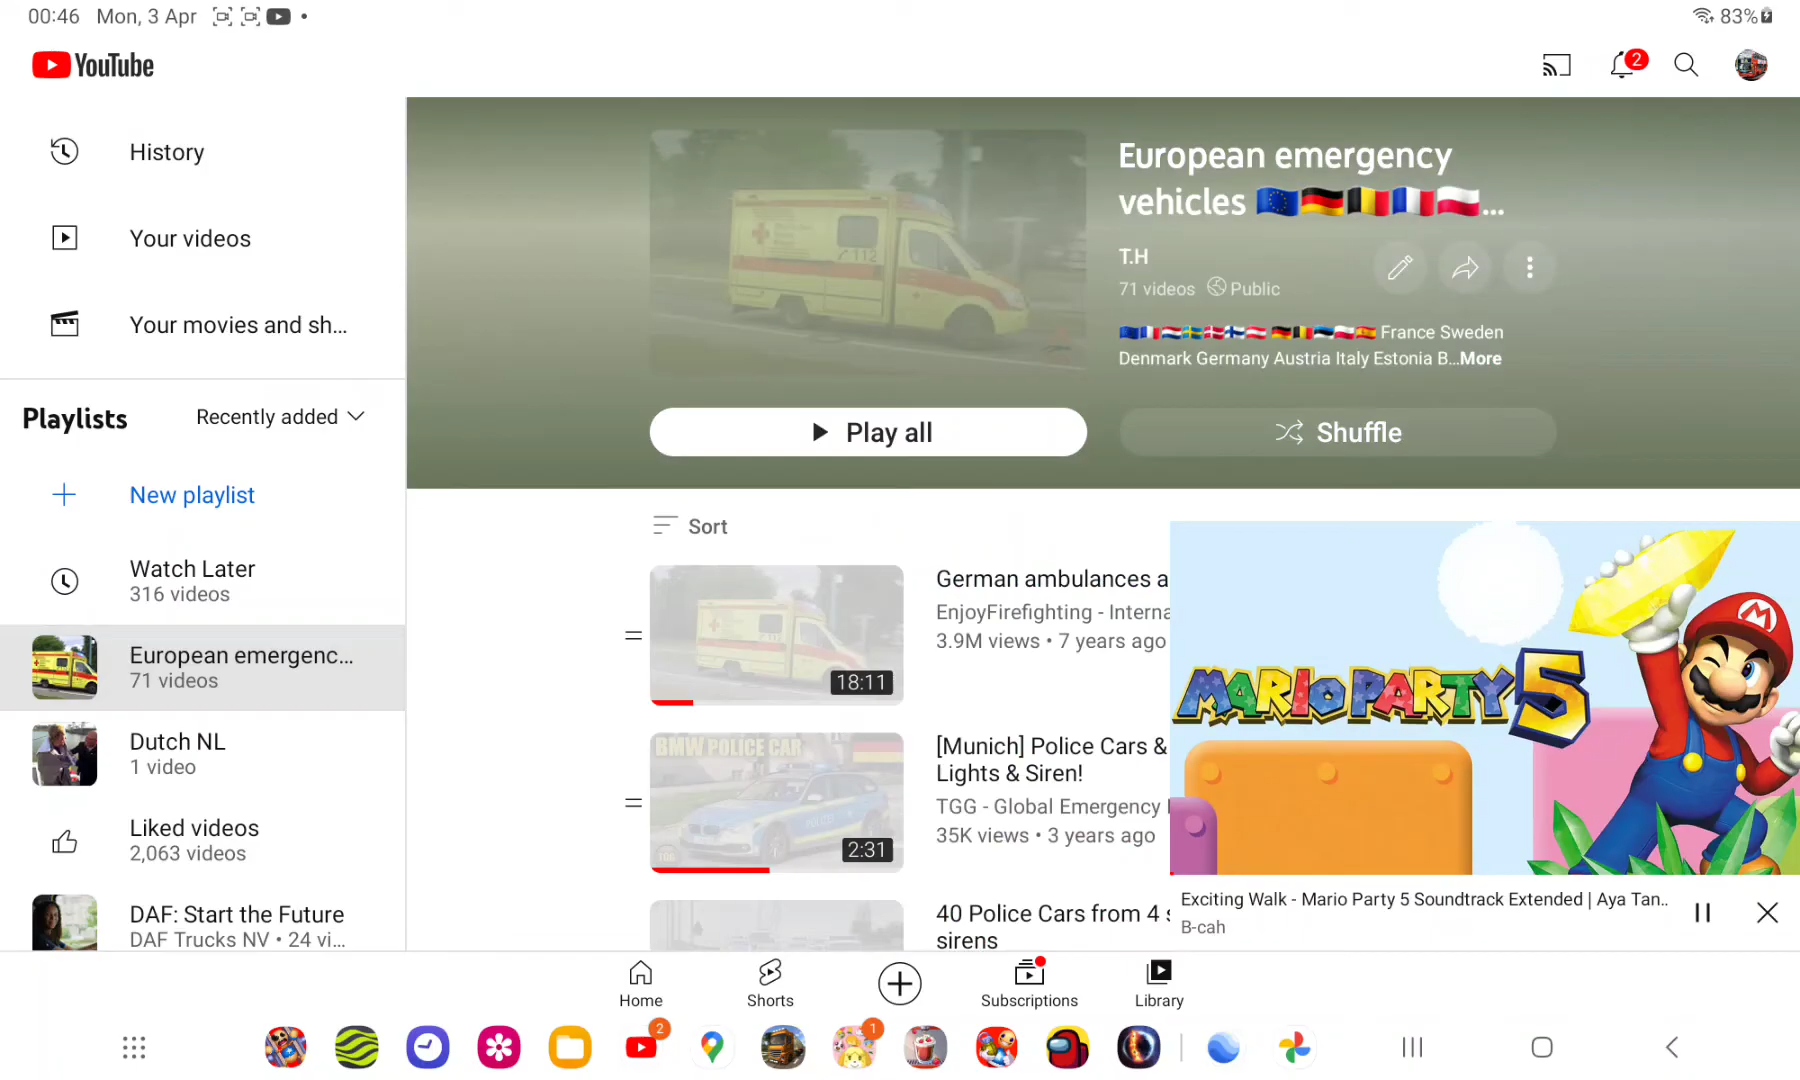 00:46 Mon, 3 Apr
83%
YouTube
2
History
Your videos
Your movies and sh...
Playlists
Recently added
New playlist
Watch Later
316 videos
European emergenc...
71 videos
Dutch NL
1 video
Liked videos
2,063 videos
DAF: Start the Future
DAF Trucks NV • 24 vi...
112
European emergency
vehicles 🇪🇺🇩🇪🇧🇪🇫🇷🇵🇱...
T.H
71 videos Public
France Sweden
Denmark Germany Austria Italy Estonia B...More
Play all
Shuffle
Sort
18:11
German ambulances a
EnjoyFirefighting - Interna
3.9M views • 7 years ago
BMW POLICE CAR
POLIZEI
2:31
[Munich] Police Cars &
Lights & Siren!
TGG - Global Emergency
35K views • 3 years ago
40 Police Cars from 4 s
sirens
MARIO PARTY 5
M
Exciting Walk - Mario Party 5 Soundtrack Extended | Aya Tan..
B-cah
Home
Shorts
Subscriptions
Library
2
1